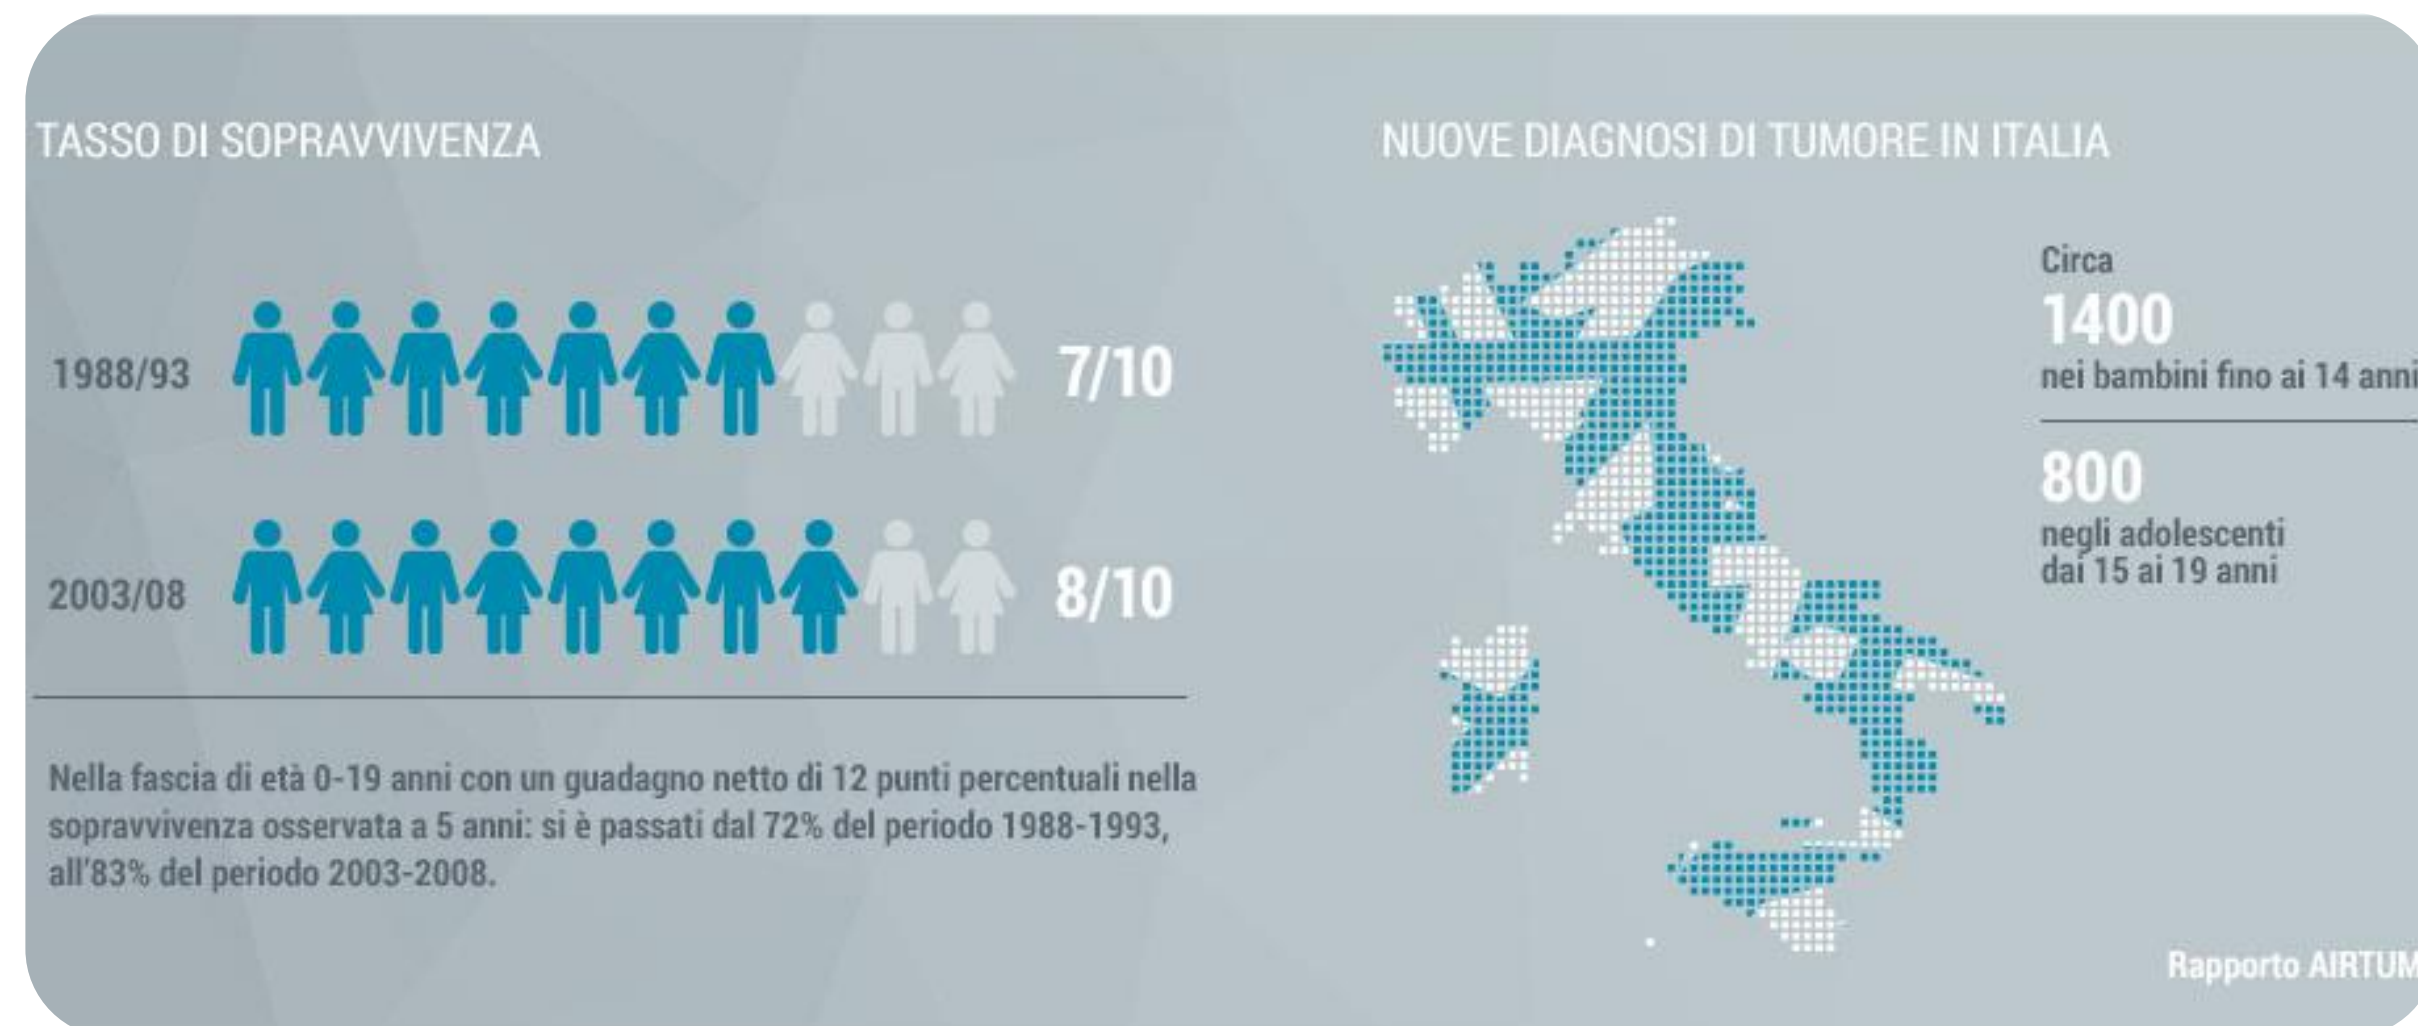 TASSO DI SOPRAVVIVENZA
1988/93
7/10
2003/08
8/10
Nella fascia di età 0-19 anni con un guadagno netto di 12 punti percentuali nella
sopravvivenza osservata a 5 anni: si è passati dal 72% del periodo 1988-1993,
all'83% del periodo 2003-2008.
NUOVE DIAGNOSI DI TUMORE IN ITALIA
Circa
1400
nei bambini fino ai 14 anni
800
negli adolescenti
dai 15 ai 19 anni
Rapporto AIRTUM